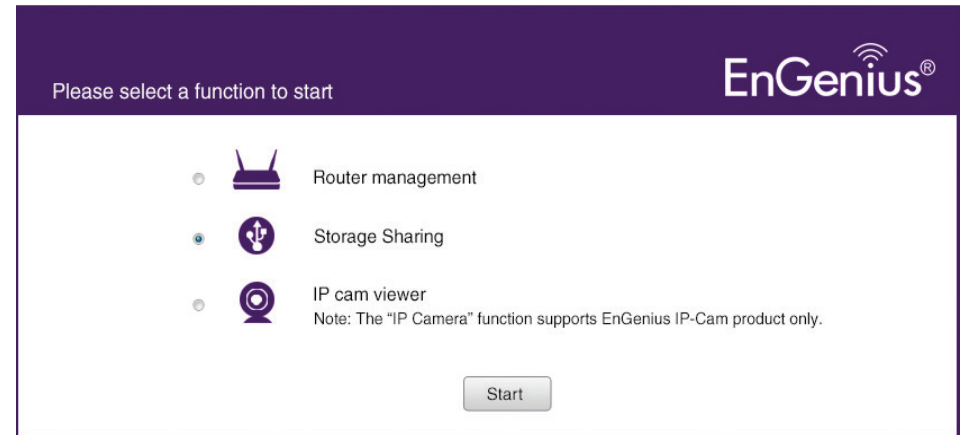 Please select a function to start
EnGenius®
Router management
Storage Sharing
IP cam viewer
Note: The “IP Camera” function supports EnGenius IP-Cam product only.
Start